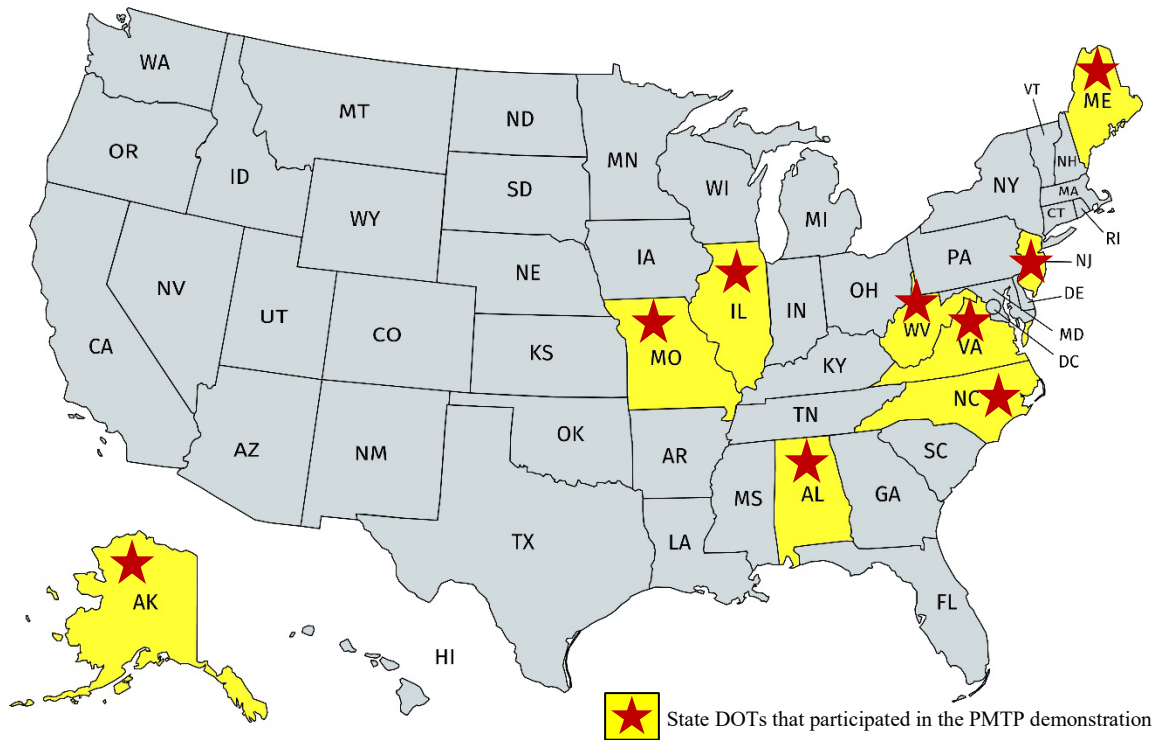 WA
MT
ND
MN
VT
ME
OR
ID
SD
WI
NH
WY
MI
NY
MA
CT
RI
IA
PA
NJ
NE
NV
UT
CO
IL
IN
OH
DE
WV
VA
MD
DC
CA
KS
MO
KY
NC
TN
AZ
NM
OK
AR
SC
MS
AL
GA
TX
LA
AK
FL
HI
State DOTs that participated in the PMTP demonstration